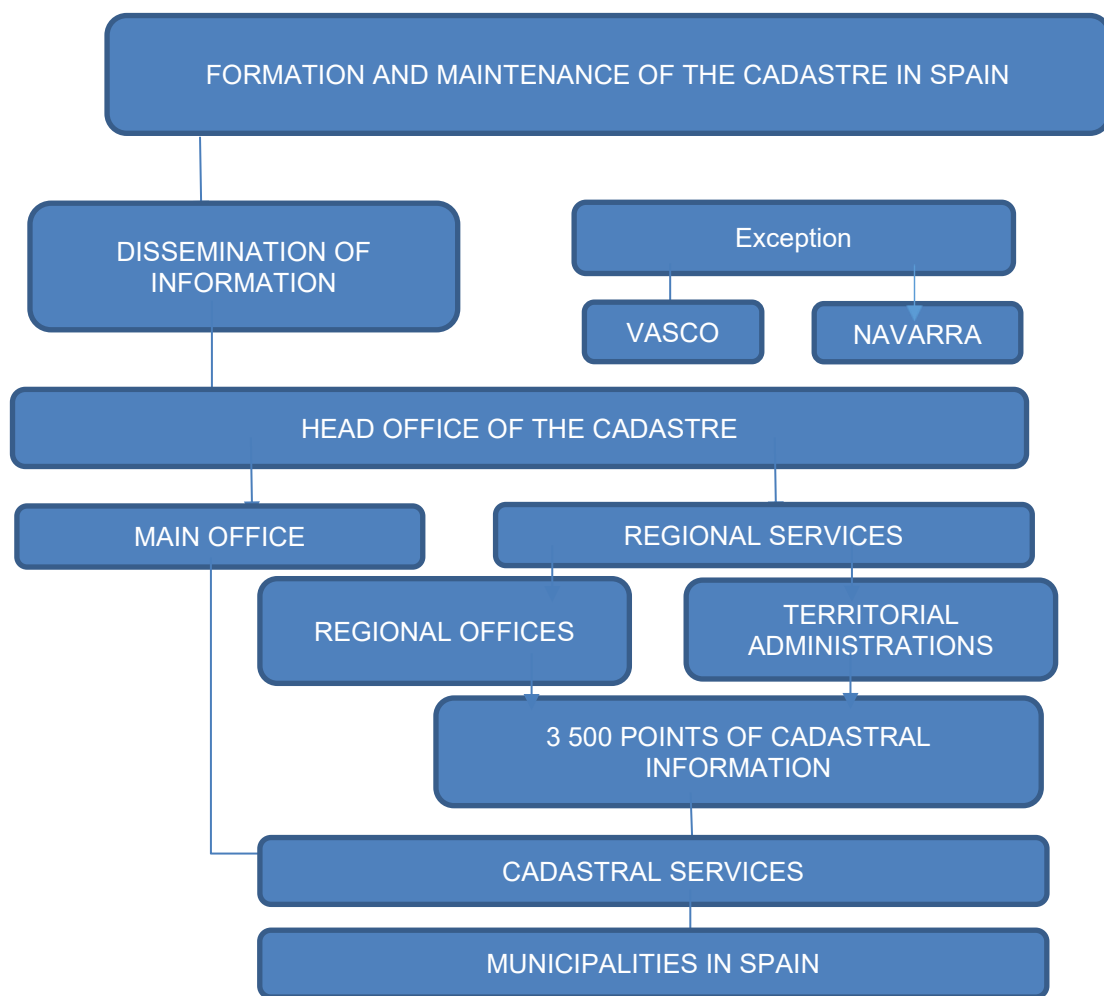 FORMATION AND MAINTENANCE OF THE CADASTRE IN SPAIN
DISSEMINATION OF
INFORMATION
Exception
VASCO
NAVARRA
HEAD OFFICE OF THE CADASTRE
MAIN OFFICE
REGIONAL SERVICES
REGIONAL OFFICES
TERRITORIAL
ADMINISTRATIONS
3 500 POINTS OF CADASTRAL
INFORMATION
CADASTRAL SERVICES
MUNICIPALITIES IN SPAIN